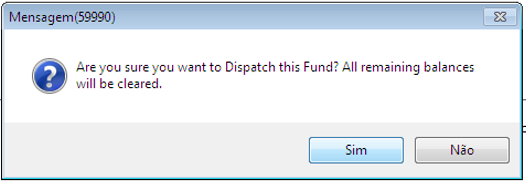 Mensagem(59990)
Are you sure you want to Dispatch this Fund? All remaining balances
will be cleared.
Sim
Não